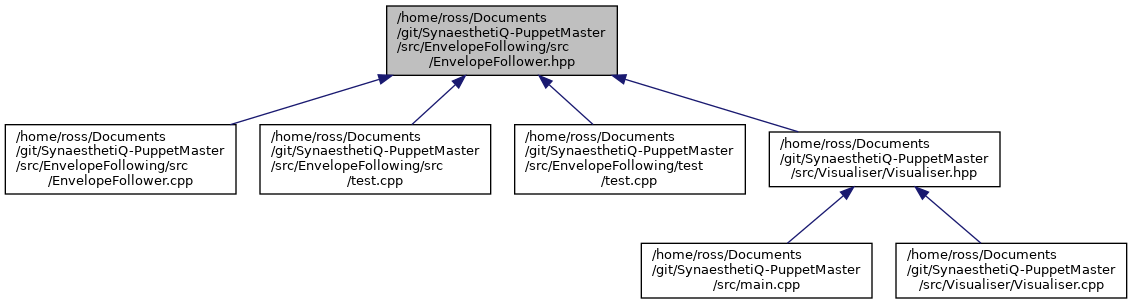 /home/ross/Documents
/git/SynaesthetiQ-PuppetMaster
/src/EnvelopeFollowing/src
/EnvelopeFollower.hpp
/home/ross/Documents
/git/SynaesthetiQ-PuppetMaster
/src/EnvelopeFollowing/src
/EnvelopeFollower.cpp
/home/ross/Documents
/git/SynaesthetiQ-PuppetMaster
/src/EnvelopeFollowing/src
/test.cpp
/home/ross/Documents
/git/SynaesthetiQ-PuppetMaster
/src/EnvelopeFollowing/test
/test.cpp
/home/ross/Documents
/git/SynaesthetiQ-PuppetMaster
/src/Visualiser/Visualiser.hpp
/home/ross/Documents
/git/SynaesthetiQ-PuppetMaster
/src/main.cpp
/home/ross/Documents
/git/SynaesthetiQ-PuppetMaster
/src/Visualiser/Visualiser.cpp